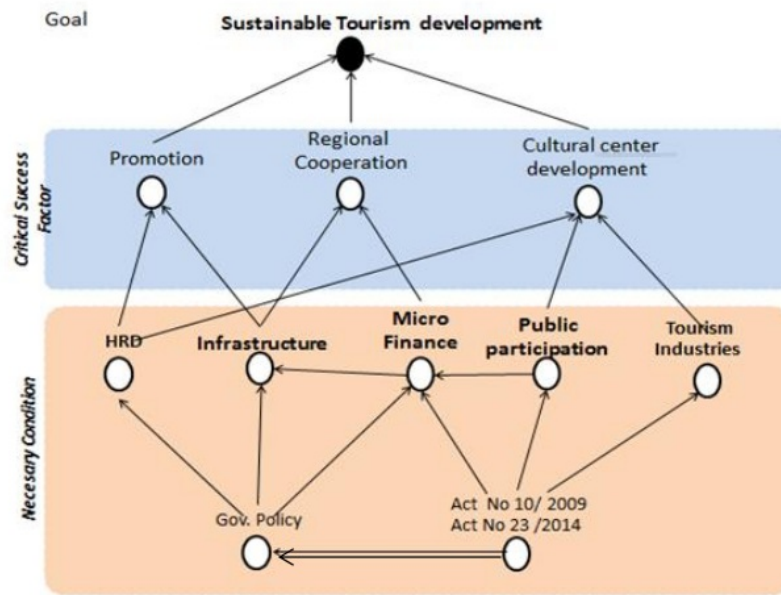 Goal
Sustainable Tourism development
Critical Success
Factor
Promotion
Regional
Cooperation
Cultural center
development
Necesary Condition
HRD
Infrastructure
Micro
Finance
Public
participation
Tourism
Industries
Gov. Policy
Act No 10/ 2009
Act No 23 /2014